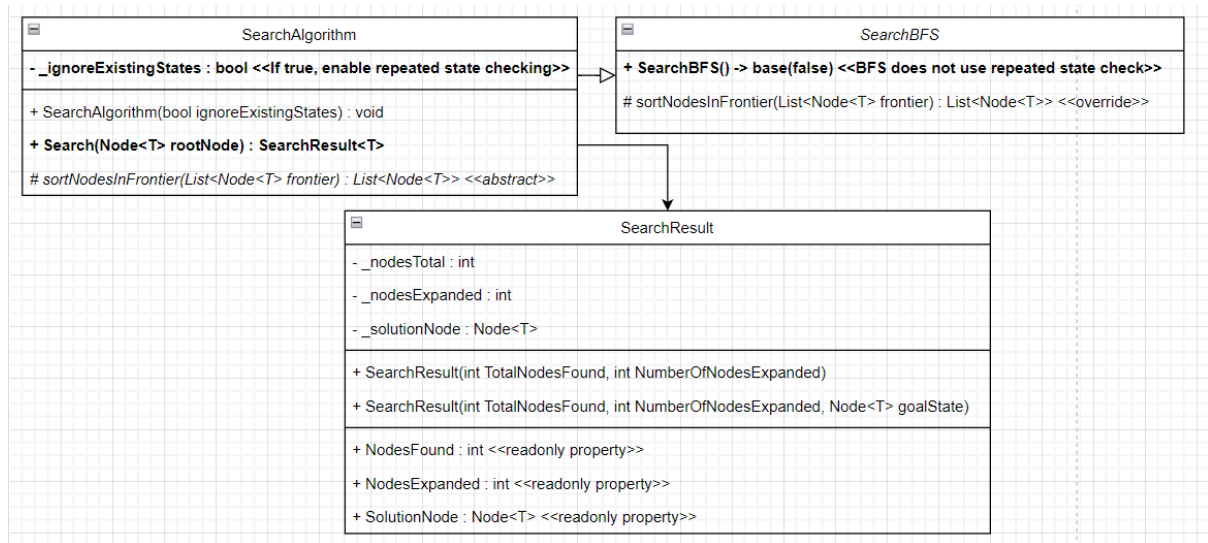 SearchAlgorithm
- _ignoreExistingStates : bool <<If true, enable repeated state checking>>
+ SearchAlgorithm(bool ignoreExistingStates) : void
+ Search(Node<T> rootNode) : SearchResult<T>
# sortNodesInFrontier(List<Node<T> frontier) : List<Node<T>> <<abstract>>
SearchBFS
+ SearchBFS() -> base(false) <<BFS does not use repeated state check>>
# sortNodesInFrontier(List<Node<T> frontier) : List<Node<T>> <<override>>
SearchResult
- _nodesTotal : int
- _nodesExpanded : int
- _solutionNode : Node<T>
+ SearchResult(int TotalNodesFound, int NumberOfNodesExpanded)
+ SearchResult(int TotalNodesFound, int NumberOfNodesExpanded, Node<T> goalState)
+ NodesFound : int <<readonly property>>
+ NodesExpanded : int <<readonly property>>
+ SolutionNode : Node<T> <<readonly property>>